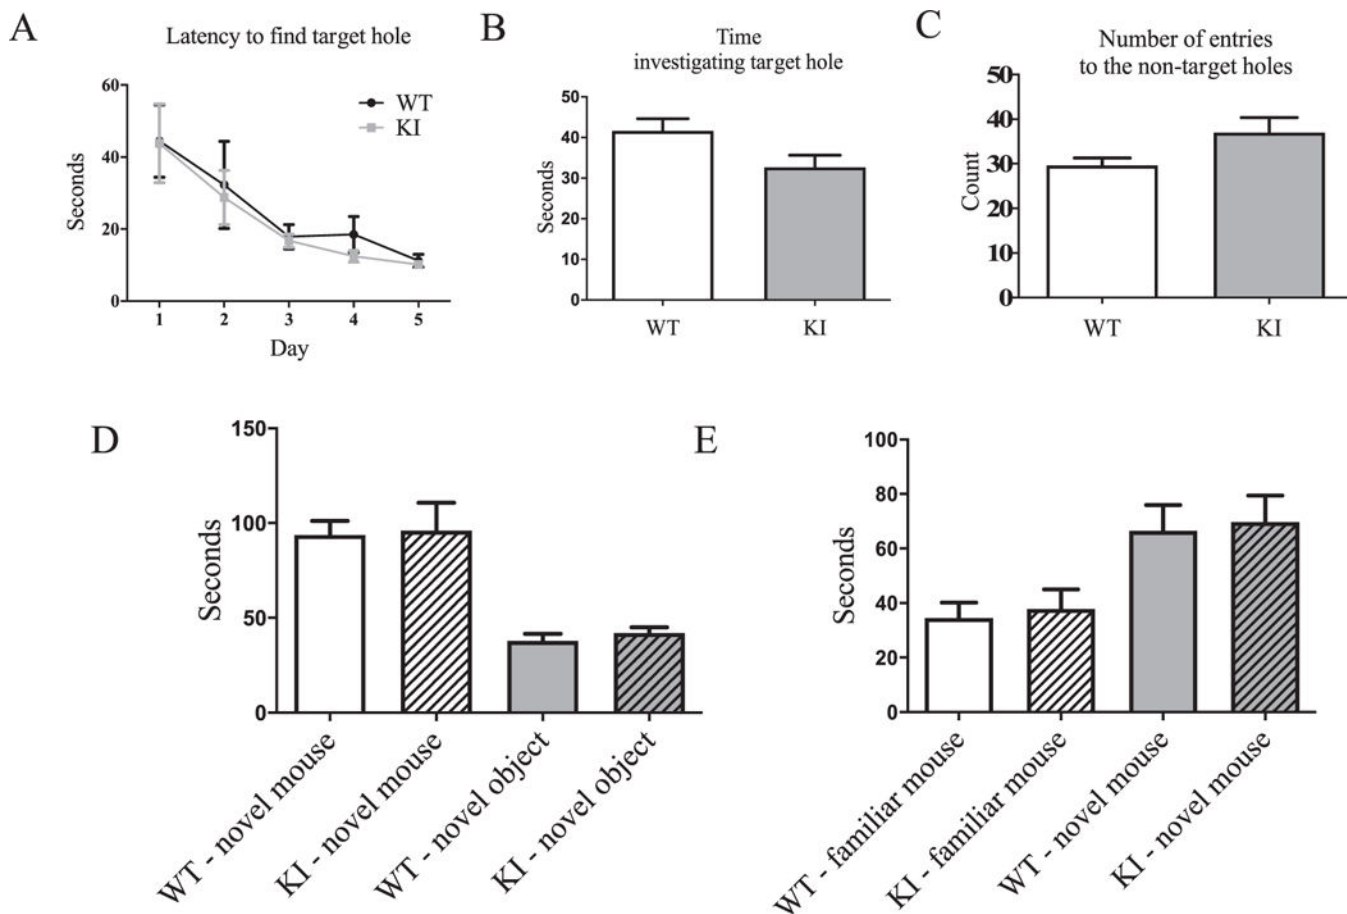 A
Latency to find target hole
60
40
20
0
Seconds
WT
KI
1 2 3 4 5
Day
B
Time
investigating target hole
50
40
30
20
10
0
Seconds
WT KI
C
Number of entries
to the non-target holes
50
40
30
20
10
0
Count
WT KI
D
150
100
50
0
Seconds
WT - novel mouse
KI - novel mouse
WT - novel object
KI - novel object
E
100
80
60
40
20
0
Seconds
WT - familiar mouse
KI - familiar mouse
WT - novel mouse
KI - novel mouse